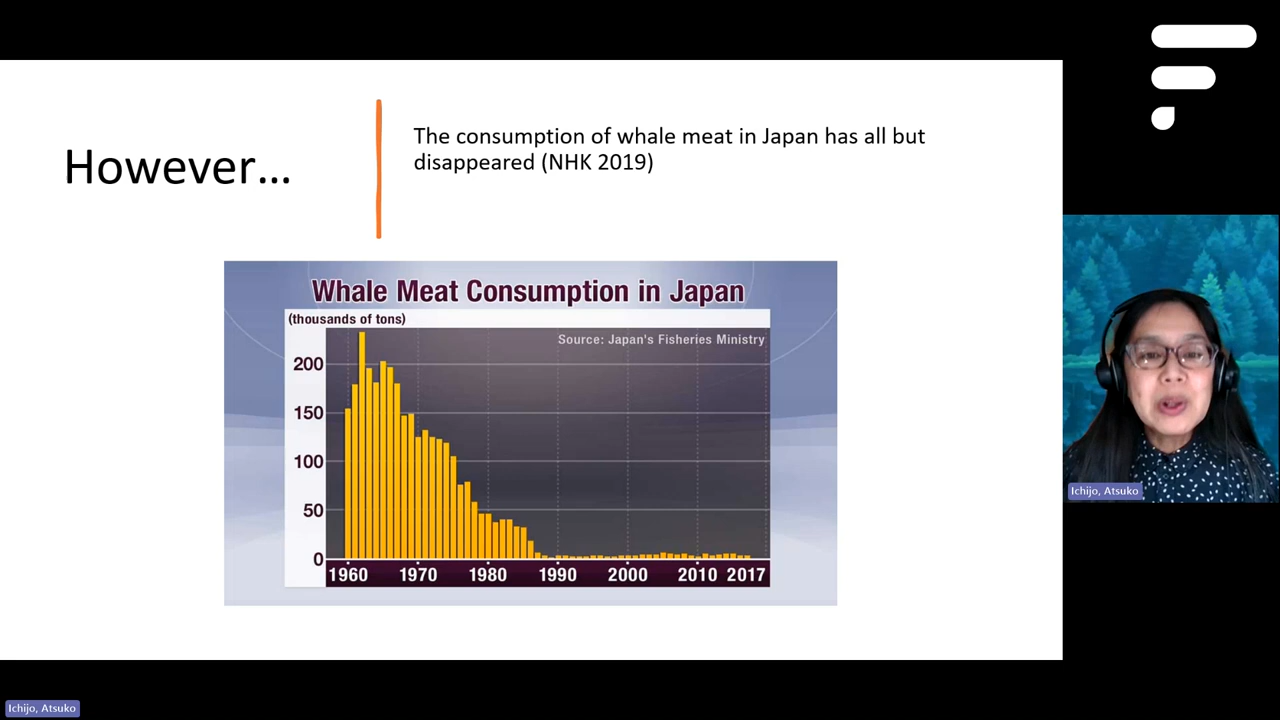 However…
The consumption of whale meat in Japan has all but
disappeared (NHK 2019)
Whale Meat Consumption in Japan
(thousands of tons)
Source: Japan's Fisheries Ministry
200
150
100
50
0
1960 1970 1980 1990 2000 2010 2017
Ichijo, Atsuko
Ichijo, Atsuko